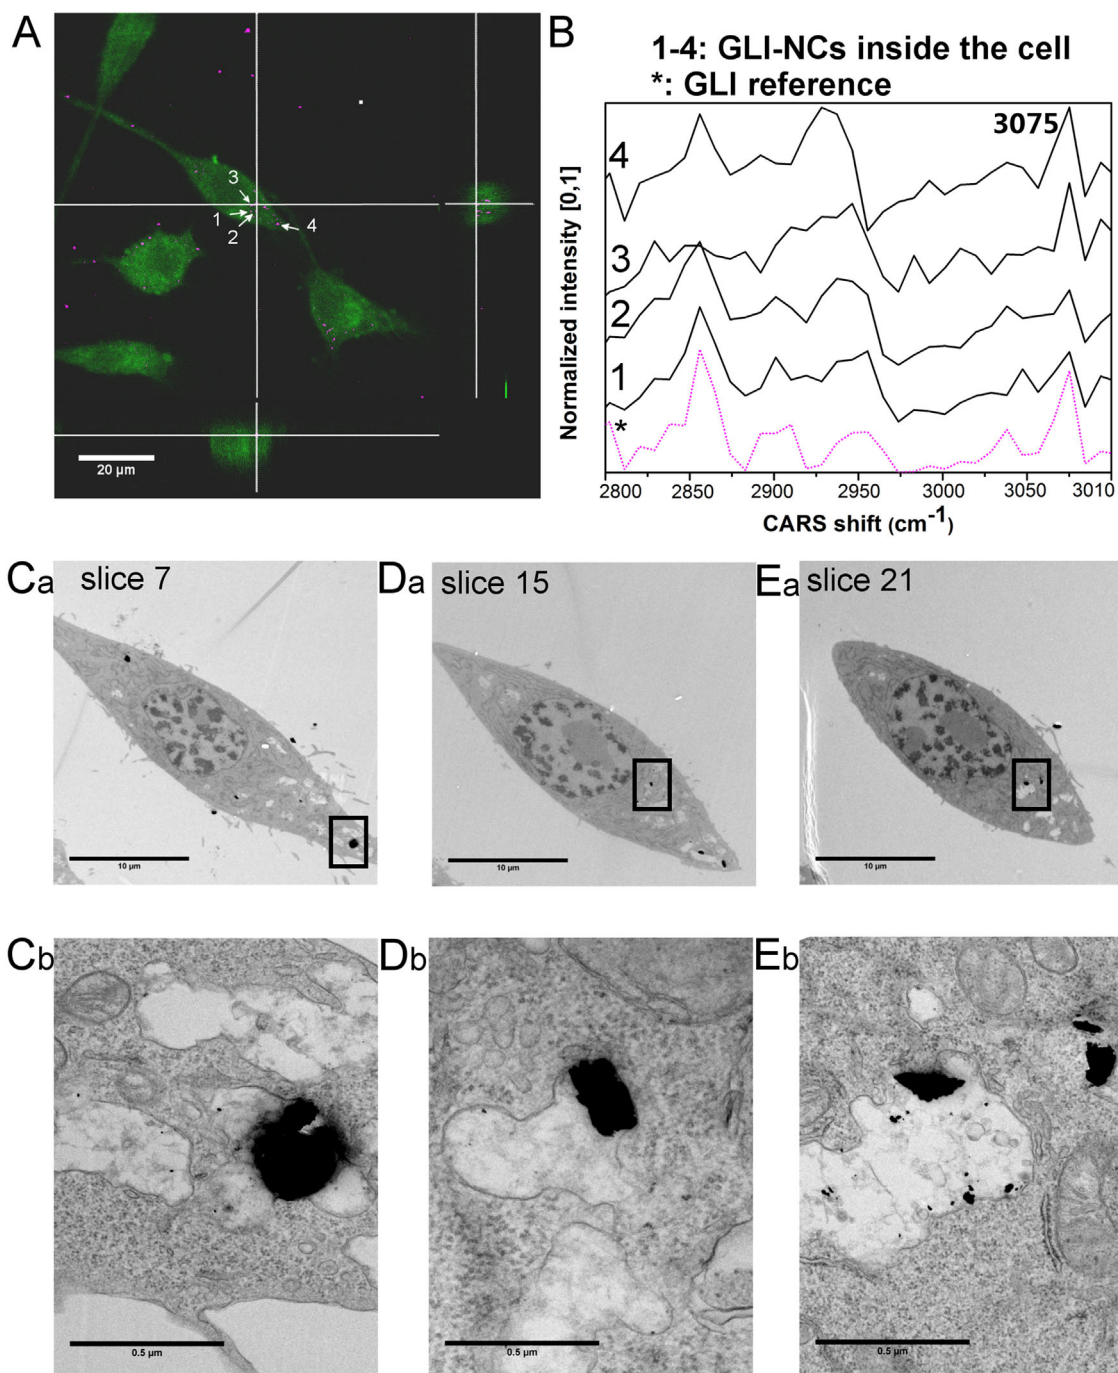 A
3
1
2
4
20 µm
B
1-4: GLI-NCs inside the cell
*: GLI reference
3075
4
3
2
1
*
Normalized intensity [0,1]
2800 2850 2900 2950 3000 3050 3010
CARS shift (cm-1)
Ca slice 7
10 µm
Da slice 15
10 µm
Ea slice 21
10 µm
Cb
0.5 µm
Db
0.5 µm
Eb
0.5 µm